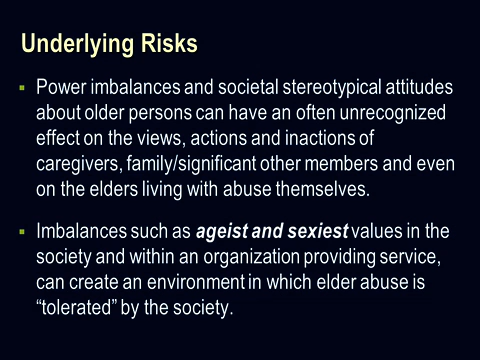 Underlying Risks
▪ Power imbalances and societal stereotypical attitudes
about older persons can have an often unrecognized
effect on the views, actions and inactions of
caregivers, family/significant other members and even
on the elders living with abuse themselves.
▪ Imbalances such as ageist and sexiest values in the
society and within an organization providing service,
can create an environment in which elder abuse is
“tolerated” by the society.